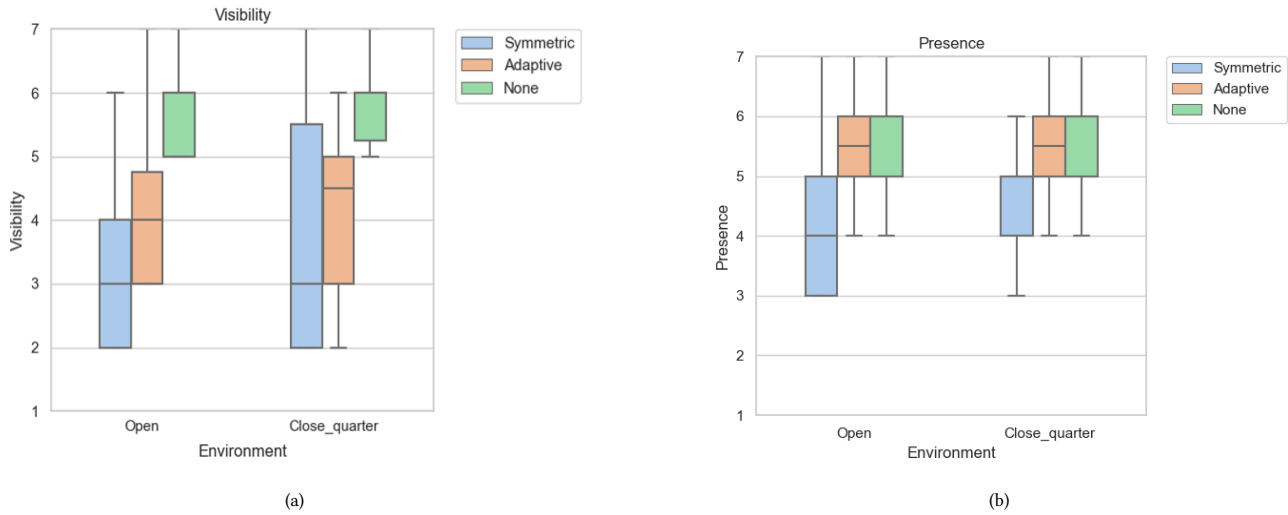 Visibility
7
6
5
4
3
2
1
Visibility
Open
Close_quarter
Environment
Symmetric
Adaptive
None
(a)
Presence
7
6
5
4
3
2
1
Presence
Open
Close_quarter
Environment
Symmetric
Adaptive
None
(b)